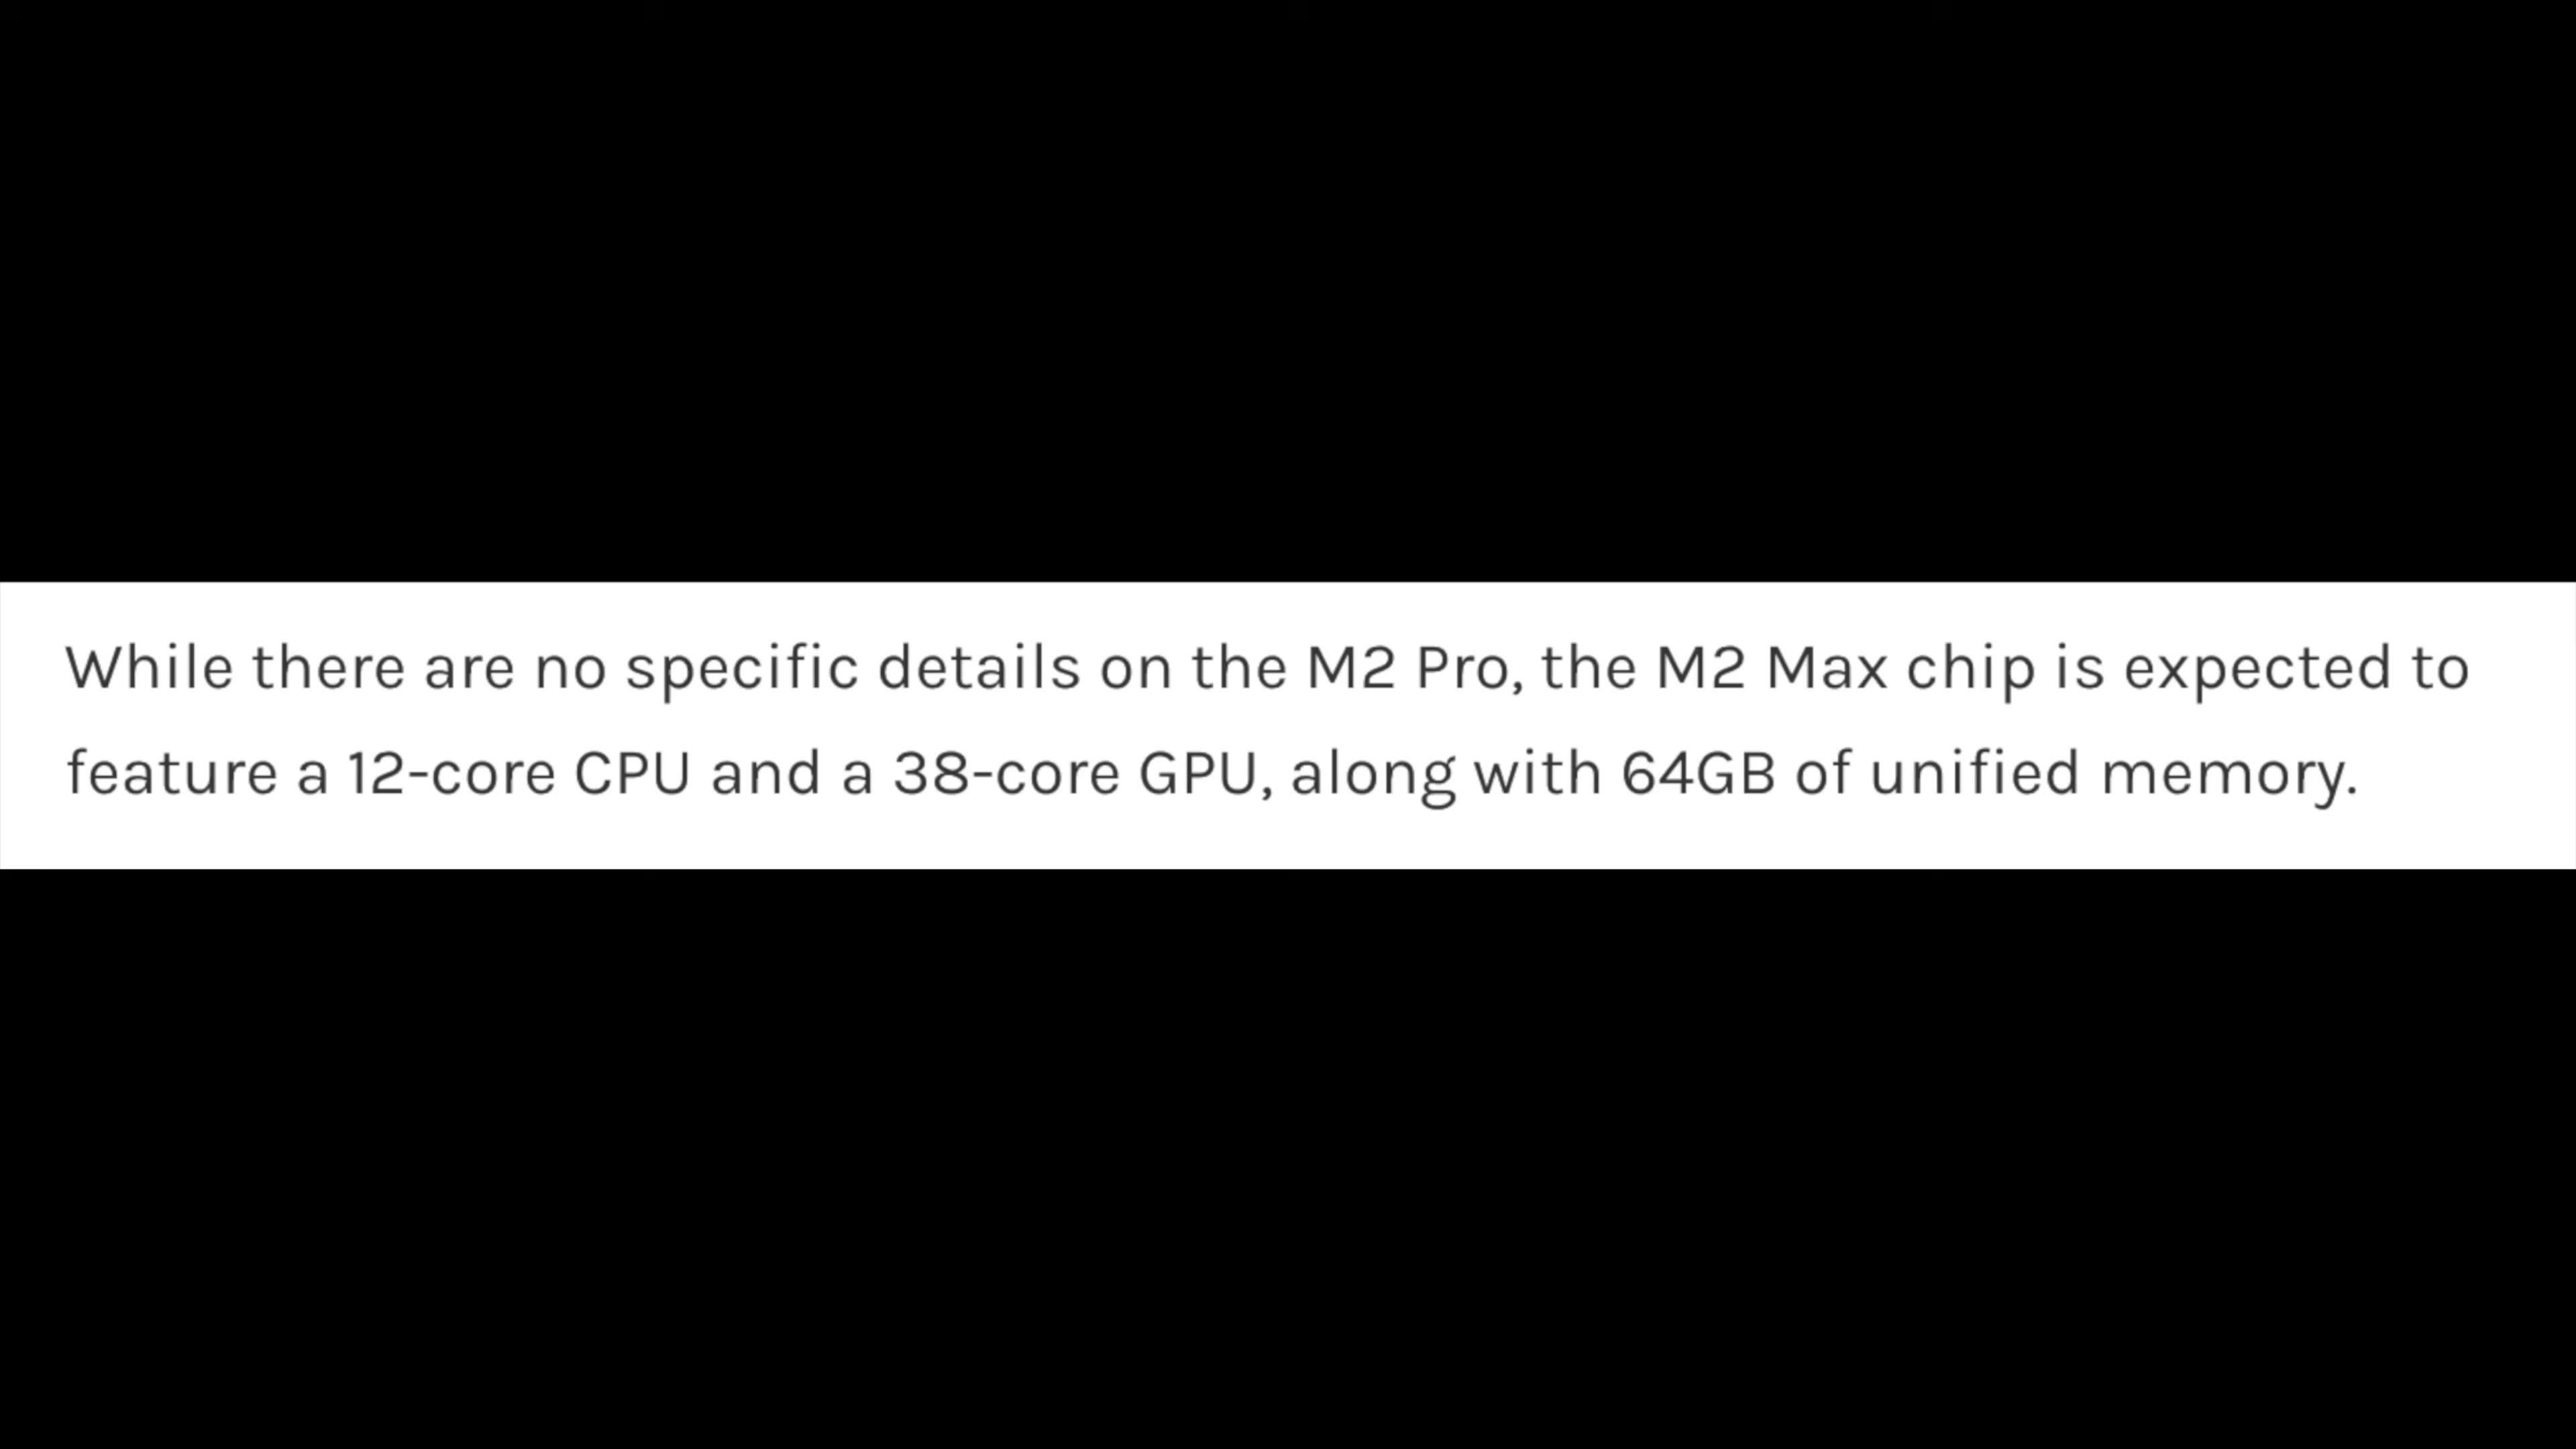 While there are no specific details on the M2 Pro, the M2 Max chip is expected to
feature a 12-core CPU and a 38-core GPU, along with 64GB of unified memory.